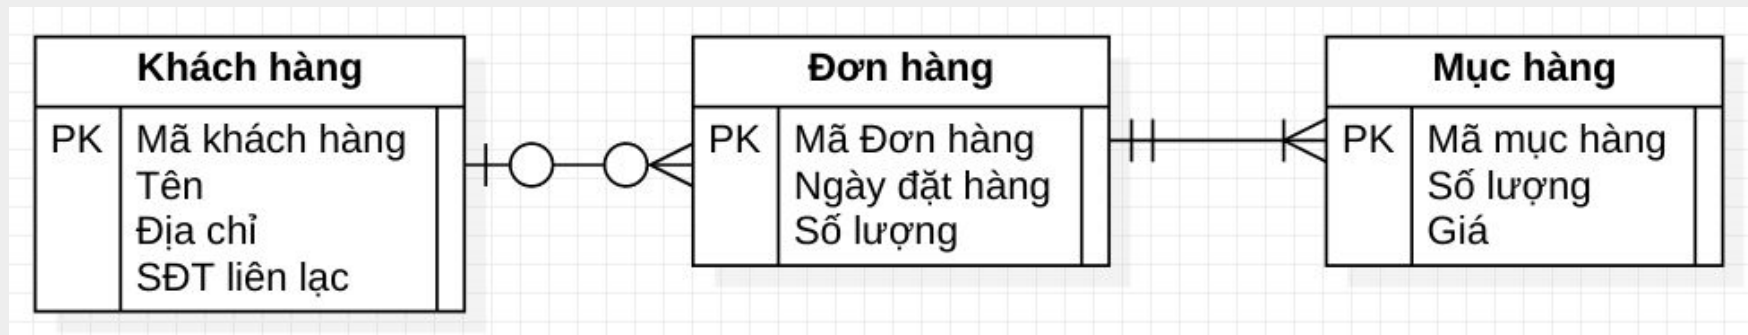 Khách hàng
PK Mã khách hàng
Tên
Địa chỉ
SĐT liên lạc
Đơn hàng
PK Mã Đơn hàng
Ngày đặt hàng
Số lượng
Mục hàng
PK Mã mục hàng
Số lượng
Giá